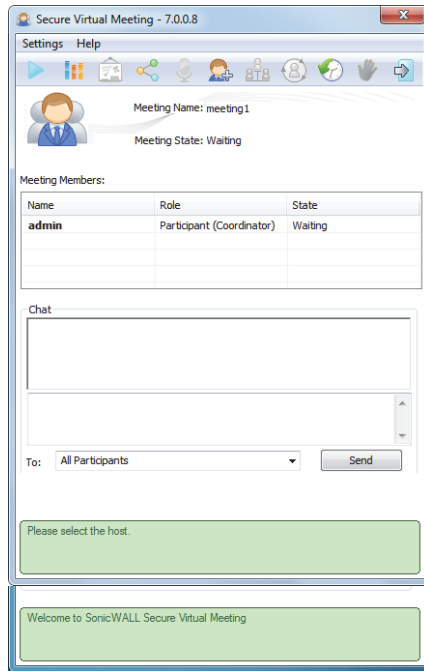 Secure Virtual Meeting - 7.0.0.8
Settings Help
Meeting Name: meeting1
Meeting State: Waiting
Meeting Members:
Name Role State
admin Participant (Coordinator) Waiting
Chat
To: All Participants Send
Please select the host.
Welcome to SonicWALL Secure Virtual Meeting